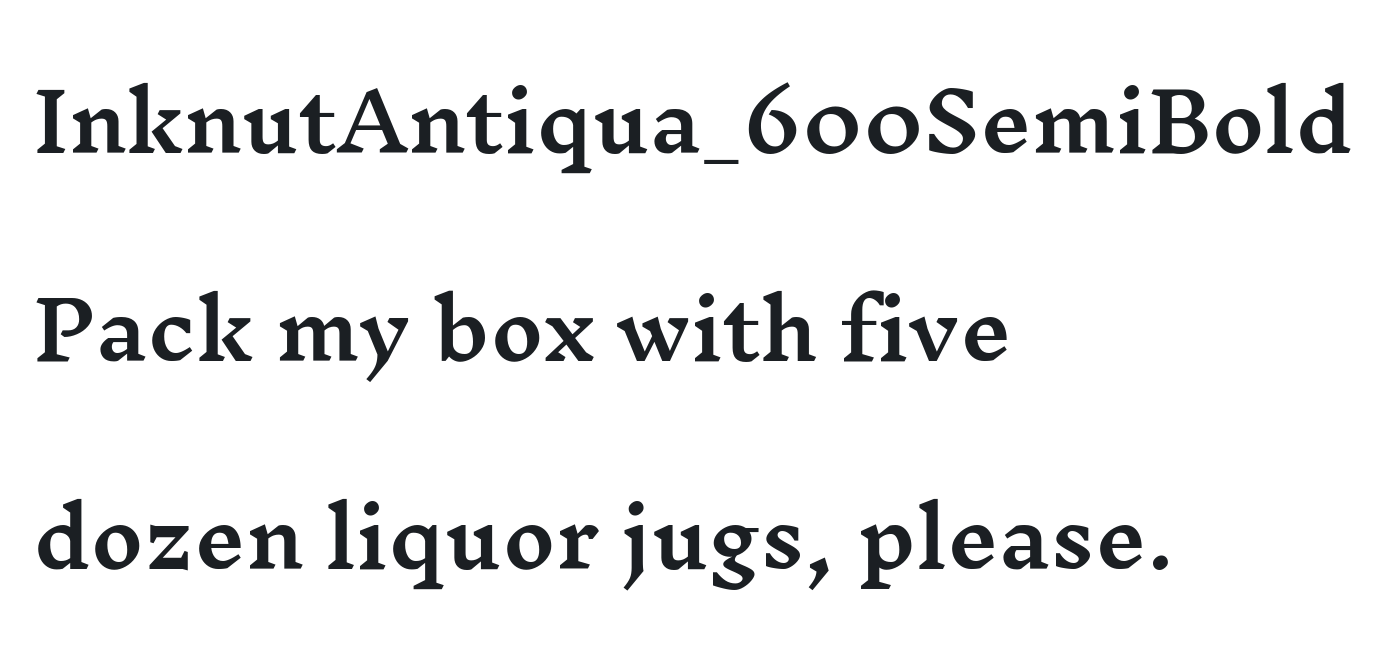 InknutAntiqua_600SemiBold
Pack my box with five
dozen liquor jugs, please.